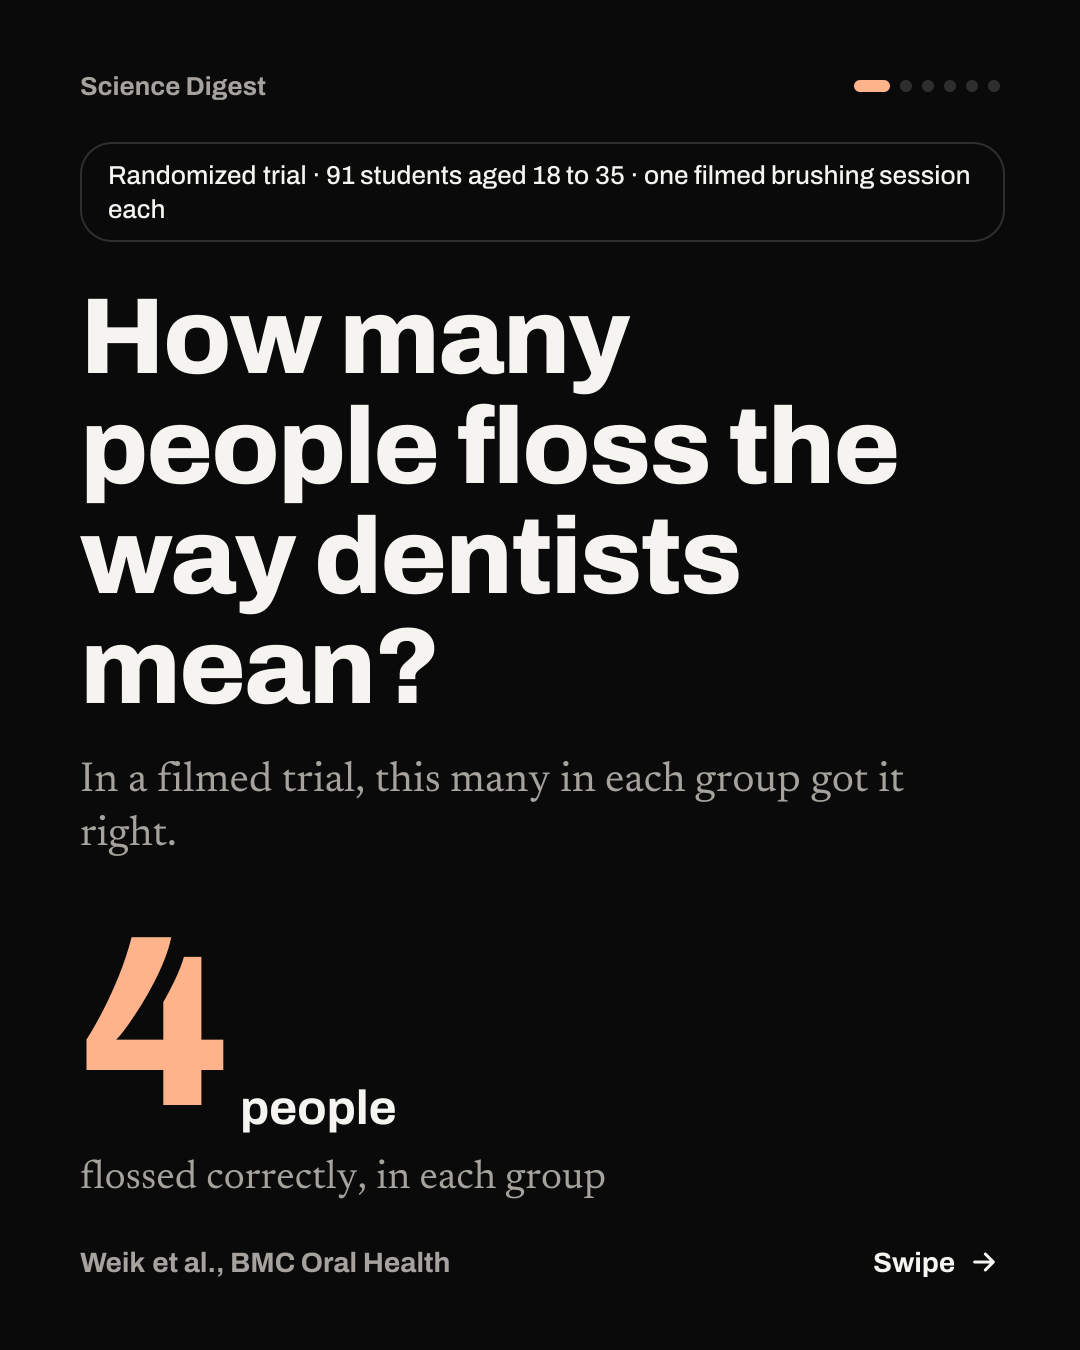 Science Digest
Randomized trial · 91 students aged 18 to 35 · one filmed brushing session
each
How many
people floss the
way dentists
mean?
In a filmed trial, this many in each group got it
right.
4 people
flossed correctly, in each group
Weik et al., BMC Oral Health
Swipe →